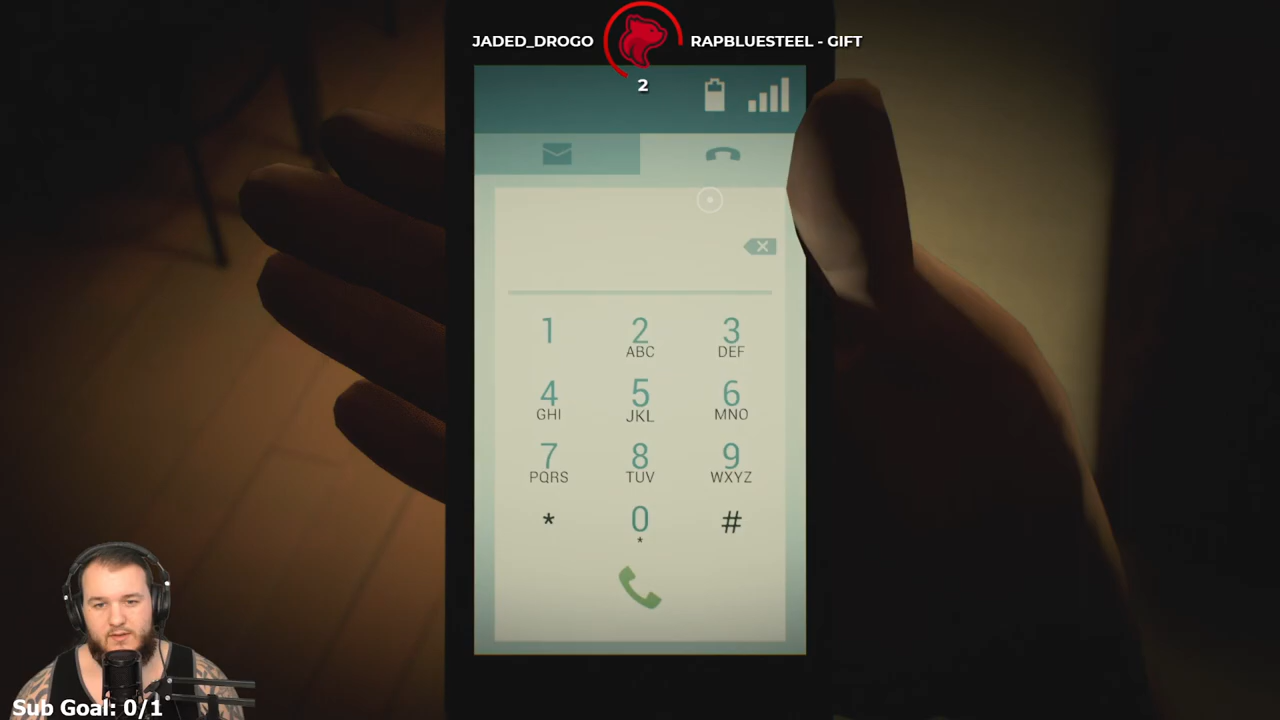 JADED_DROGO RAPBLUESTEEL - GIFT
2
1 2 3
ABC DEF
4 5 6
GHI JKL MNO
7 8 9
PQRS TUV WXYZ
* 0 #
*
Sub Goal: 0/1